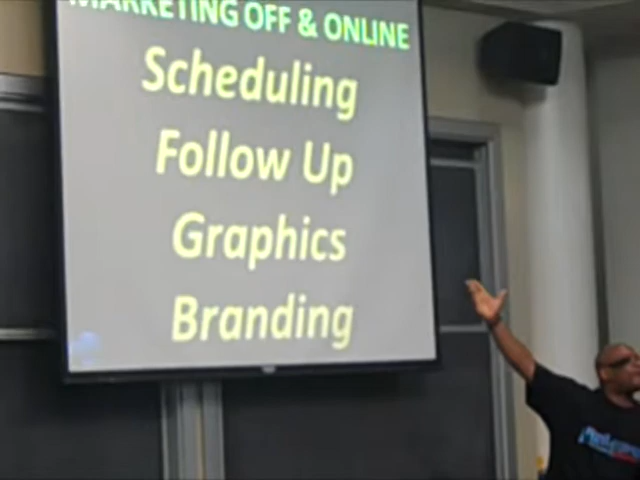 MARKETING OFF & ONLINE
Scheduling
Follow Up
Graphics
Branding